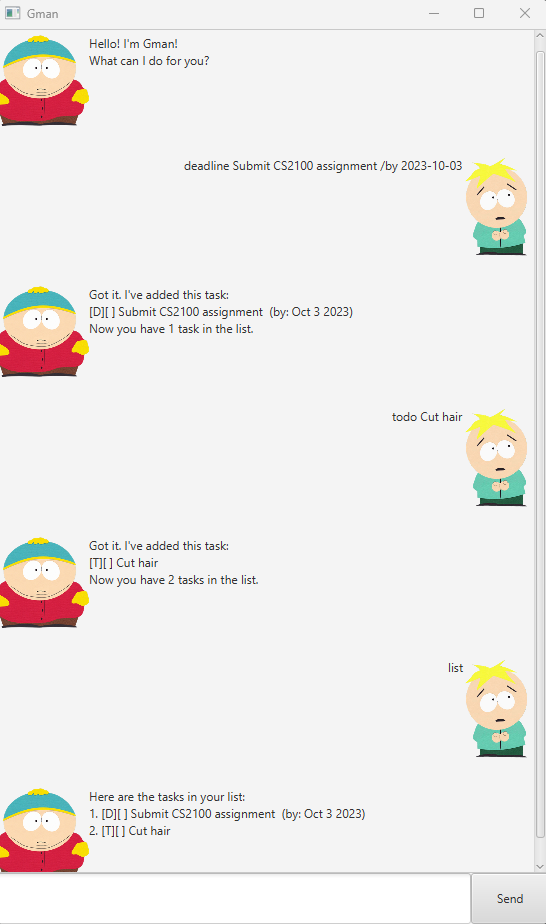 Gman
Hello! I'm Gman!
What can I do for you?
deadline Submit CS2100 assignment /by 2023-10-03
Got it. I've added this task:
[D][ ] Submit CS2100 assignment  (by: Oct 3 2023)
Now you have 1 task in the list.
todo Cut hair
Got it. I've added this task:
[T][ ] Cut hair
Now you have 2 tasks in the list.
list
Here are the tasks in your list:
1. [D][ ] Submit CS2100 assignment  (by: Oct 3 2023)
2. [T][ ] Cut hair
Send